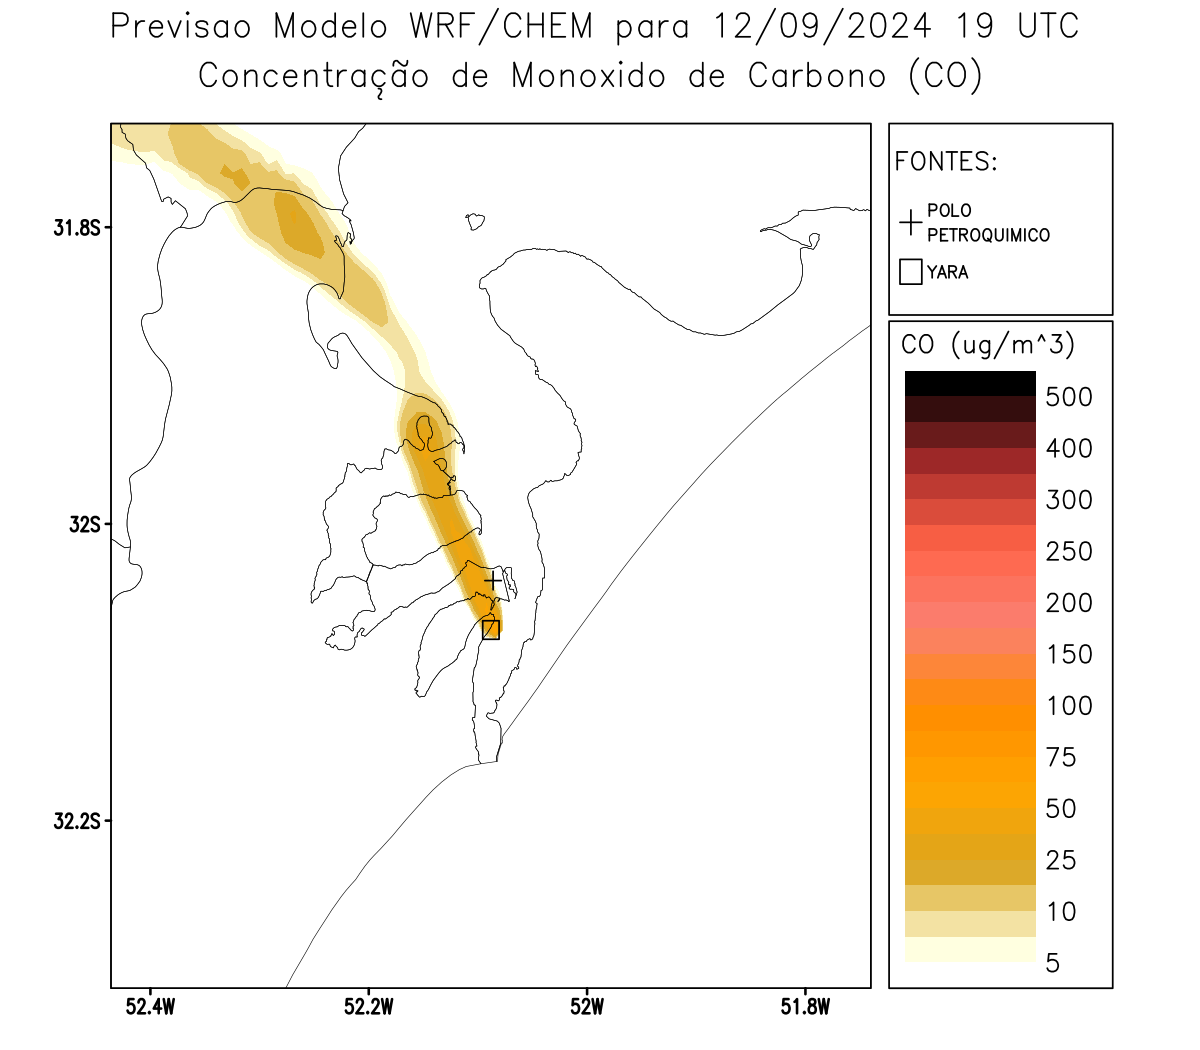 Previsao Modelo WRF/CHEM para 12/09/2024 19 UTC
Concentração de Monoxido de Carbono (CO)
FONTES:
POLO
PETROQUIMICO
YARA
CO (ug/m^3)
500
400
300
250
200
150
100
75
50
25
10
5
31.8S
32S
32.2S
52.4W
52.2W
52W
51.8W